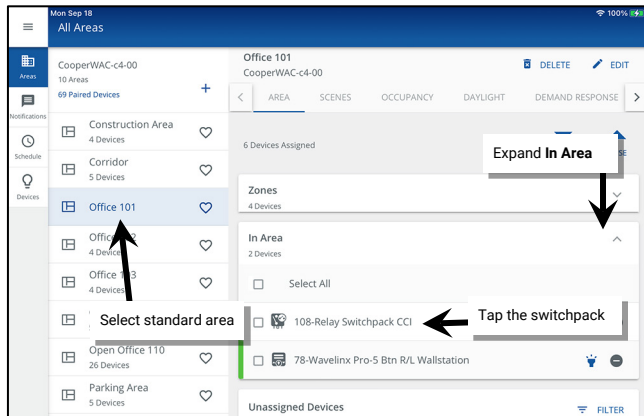 Mon Sep 18
100%
All Areas
Areas
Notifications
Schedule
Devices
CooperWAC-c4-00
10 Areas
69 Paired Devices
+
Construction Area
4 Devices
Corridor
5 Devices
Office 101
4 Device
Office 1 3
4 Devices
Select standard area
Open Office 110
26 Devices
Parking Area
5 Devices
Office 101
CooperWAC-c4-00
DELETE
EDIT
AREA SCENES OCCUPANCY DAYLIGHT DEMAND RESPONSE
6 Devices Assigned
Expand In Area
SE
Zones
4 Devices
In Area
2 Devices
Select All
108-Relay Switchpack CCI
Tap the switchpack
78-Wavelinx Pro-5 Btn R/L Wallstation
Unassigned Devices
FILTER